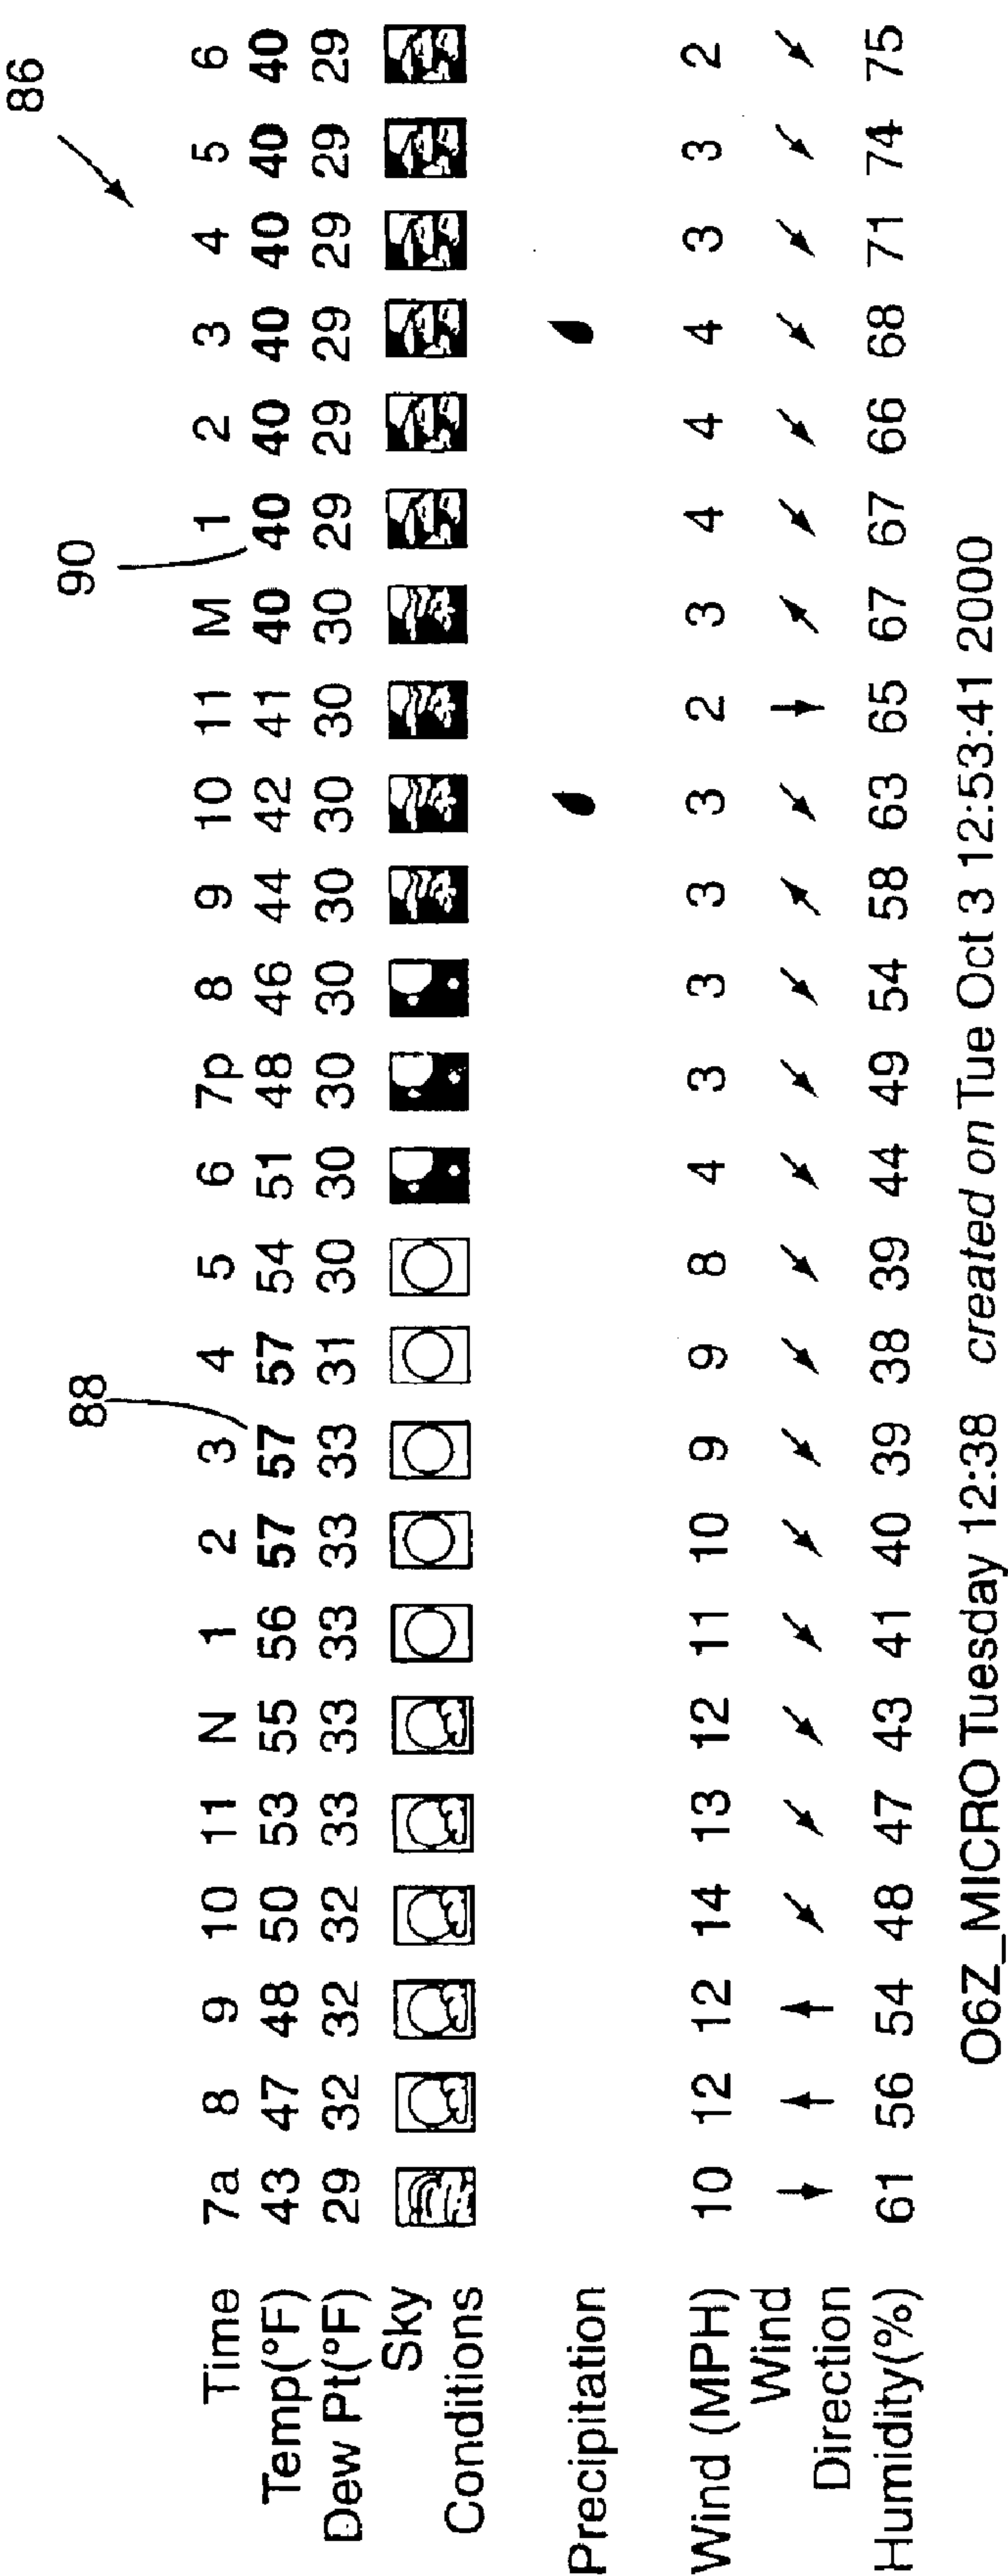 86
88 90
Time 7a 8 9 10 11 N 1 2 3 4 5 6 7p 8 9 10 11 M 1 2 3 4 5 6
Temp(°F) 43 47 48 50 53 55 56 57 57 57 54 51 48 46 44 42 41 40 40 40 40 40 40 40
Dew Pt(°F) 29 32 32 32 33 33 33 33 33 31 30 30 30 30 30 30 30 30 29 29 29 29 29 29
Sky
Conditions
Precipitation
Wind (MPH) 10 12 12 14 13 12 11 10 9 9 8 4 3 3 3 3 2 3 4 4 4 3 3 2
Wind
Direction
Humidity(%) 61 56 54 48 47 43 41 40 39 38 39 44 49 54 58 63 65 67 67 66 68 71 74 75
O6Z_MICRO Tuesday 12:38 created on Tue Oct 3 12:53:41 2000